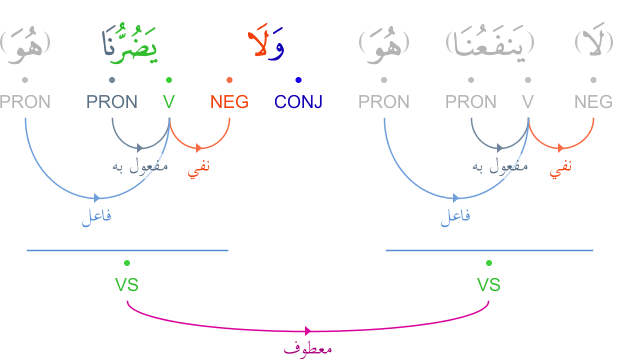 (لَا) (يَنفَعُنَا) (هُوَ) وَلَا يَضُرُّنَا (هُوَ)
NEG V PRON PRON CONJ NEG V PRON PRON
نفي مفعول به نفي مفعول به
فاعل فاعل
VS VS
معطوف